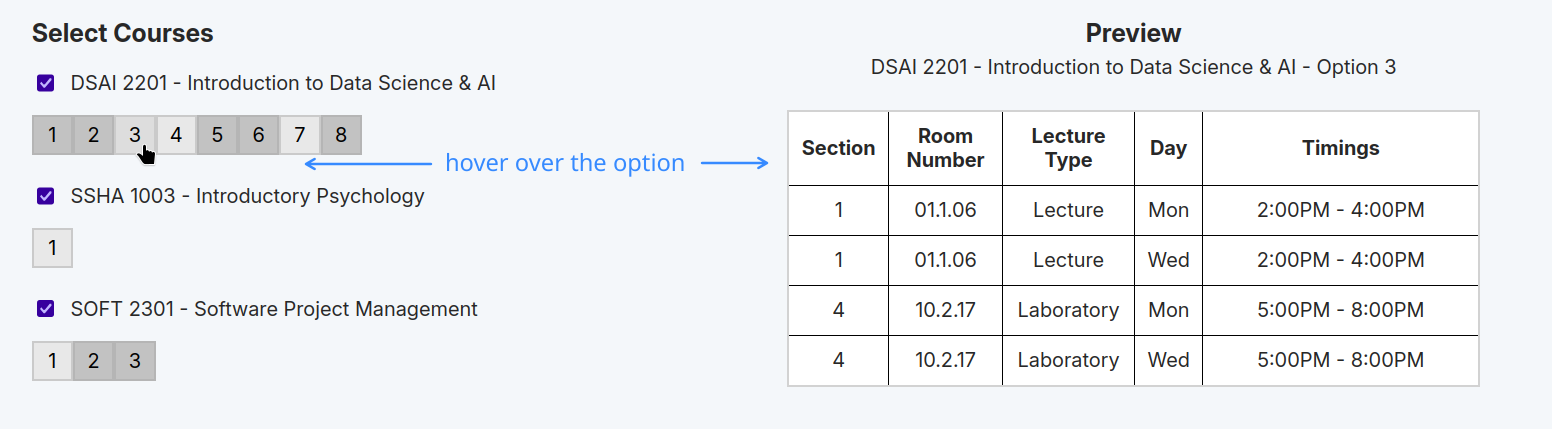 Select Courses
DSAI 2201 - Introduction to Data Science & AI
1 2 3 4 5 6 7 8
SSHA 1003 - Introductory Psychology
1
SOFT 2301 - Software Project Management
1 2 3
hover over the option
Preview
DSAI 2201 - Introduction to Data Science & AI - Option 3
Section Room Number Lecture Type Day Timings
1 01.1.06 Lecture Mon 2:00PM - 4:00PM
1 01.1.06 Lecture Wed 2:00PM - 4:00PM
4 10.2.17 Laboratory Mon 5:00PM - 8:00PM
4 10.2.17 Laboratory Wed 5:00PM - 8:00PM